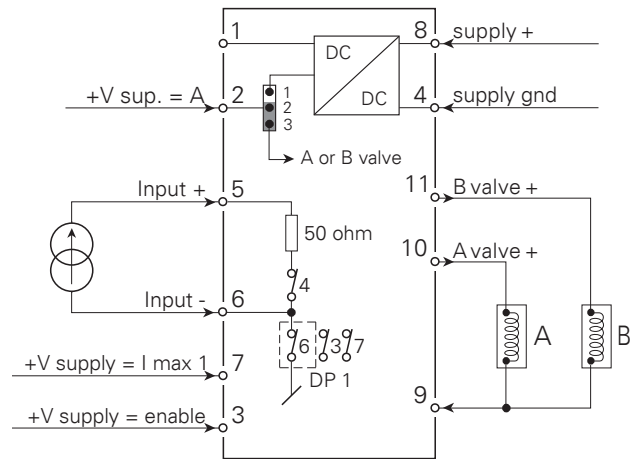 1
8
supply +
DC
DC
+V sup. = A
2
1
2
3
4
supply gnd
A or B valve
Input +
5
11
B valve +
50 ohm
10
A valve +
4
Input -
6
A
B
6
3
7
DP 1
+V supply = I max 1
7
9
+V supply = enable
3